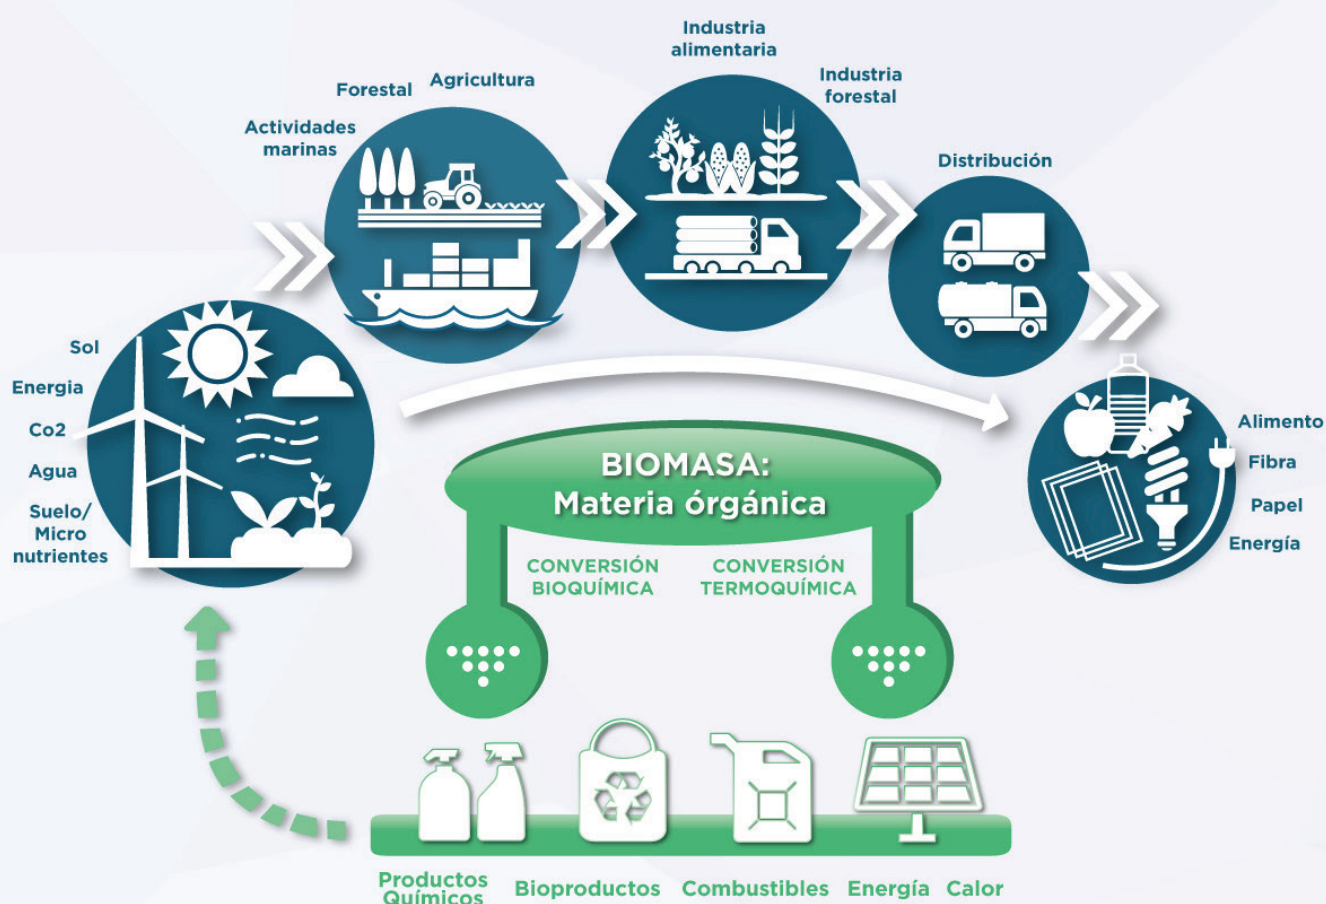 Industria
alimentaria
Industria
forestal
Forestal
Agricultura
Actividades
marinas
Distribución
Sol
Energia
Co2
Agua
Suelo/
Micro
nutrientes
Alimento
Fibra
Papel
Energía
BIOMASA:
Materia órgánica
CONVERSIÓN
BIOQUÍMICA
CONVERSIÓN
TERMOQUÍMICA
Productos
Químicos
Bioproductos
Combustibles
Energía
Calor